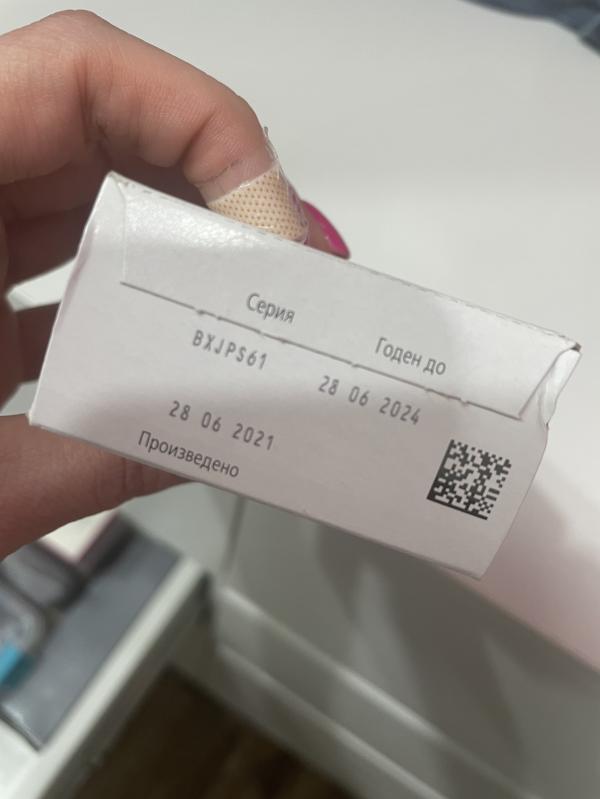 Серия
BXJPS61
Годен до
28 06 2024
28 06 2021
Произведено